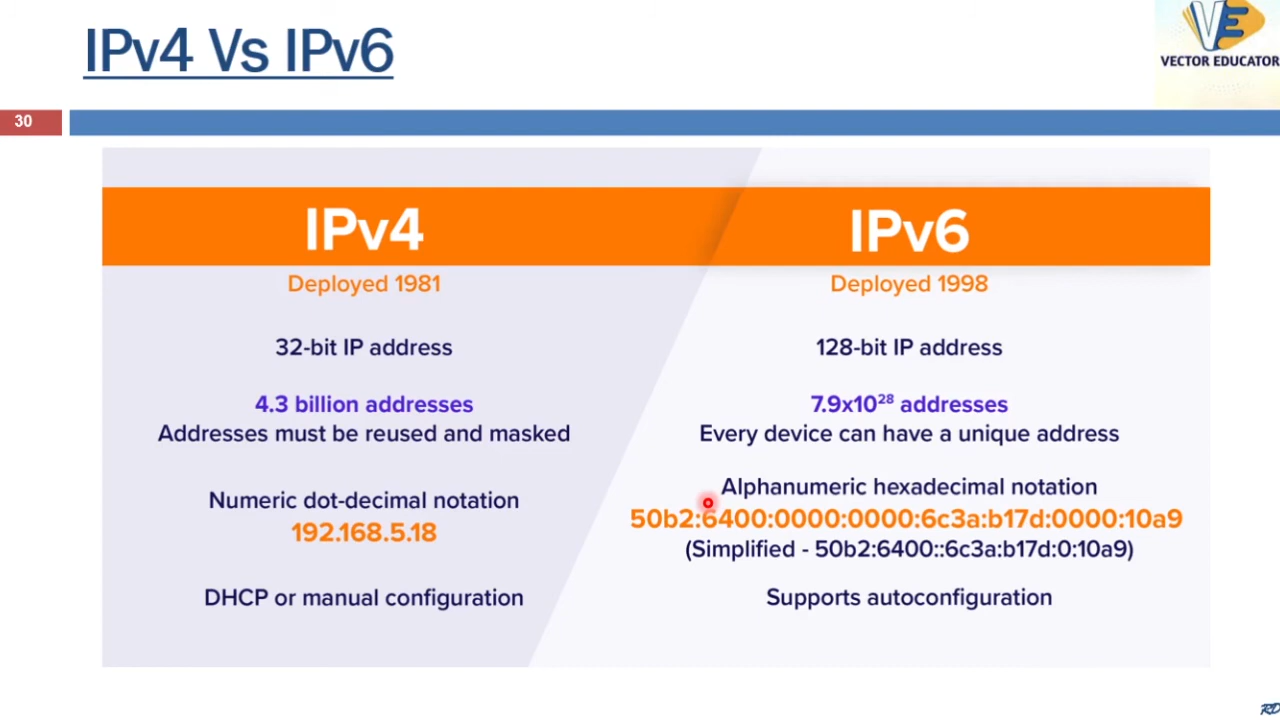 IPv4 Vs IPv6
VE
VECTOR EDUCATOR
30
IPv4
Deployed 1981
32-bit IP address
4.3 billion addresses
Addresses must be reused and masked
Numeric dot-decimal notation
192.168.5.18
DHCP or manual configuration
IPv6
Deployed 1998
128-bit IP address
7.9x10²⁸ addresses
Every device can have a unique address
Alphanumeric hexadecimal notation
50b2:6400:0000:0000:6c3a:b17d:0000:10a9
(Simplified - 50b2:6400::6c3a:b17d:0:10a9)
Supports autoconfiguration
RD